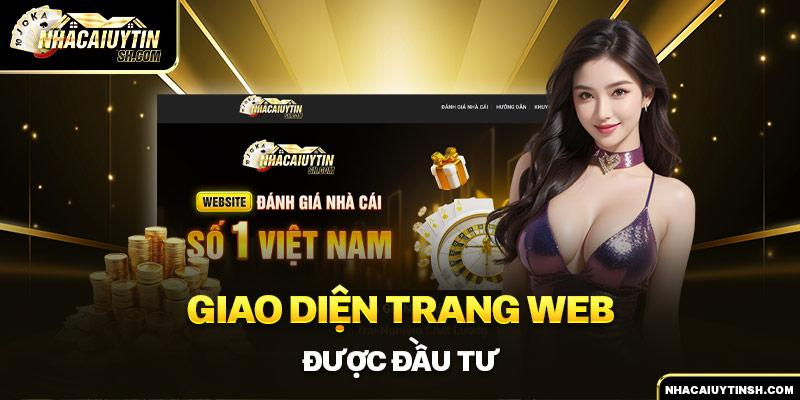 JOKA
NHACAIUYTIN
SH.COM
NHACAIUYTIN
SH.COM
ĐÁNH GIÁ NHÀ CÁI
HƯỚNG DẪN
NHACAIUYTIN
SH.COM
WEBSITE ĐÁNH GIÁ NHÀ CÁI
SỐ 1 VIỆT NAM
GIAO DIỆN TRANG WEB
ĐƯỢC ĐẦU TƯ
NHACAIUYTINSH.COM